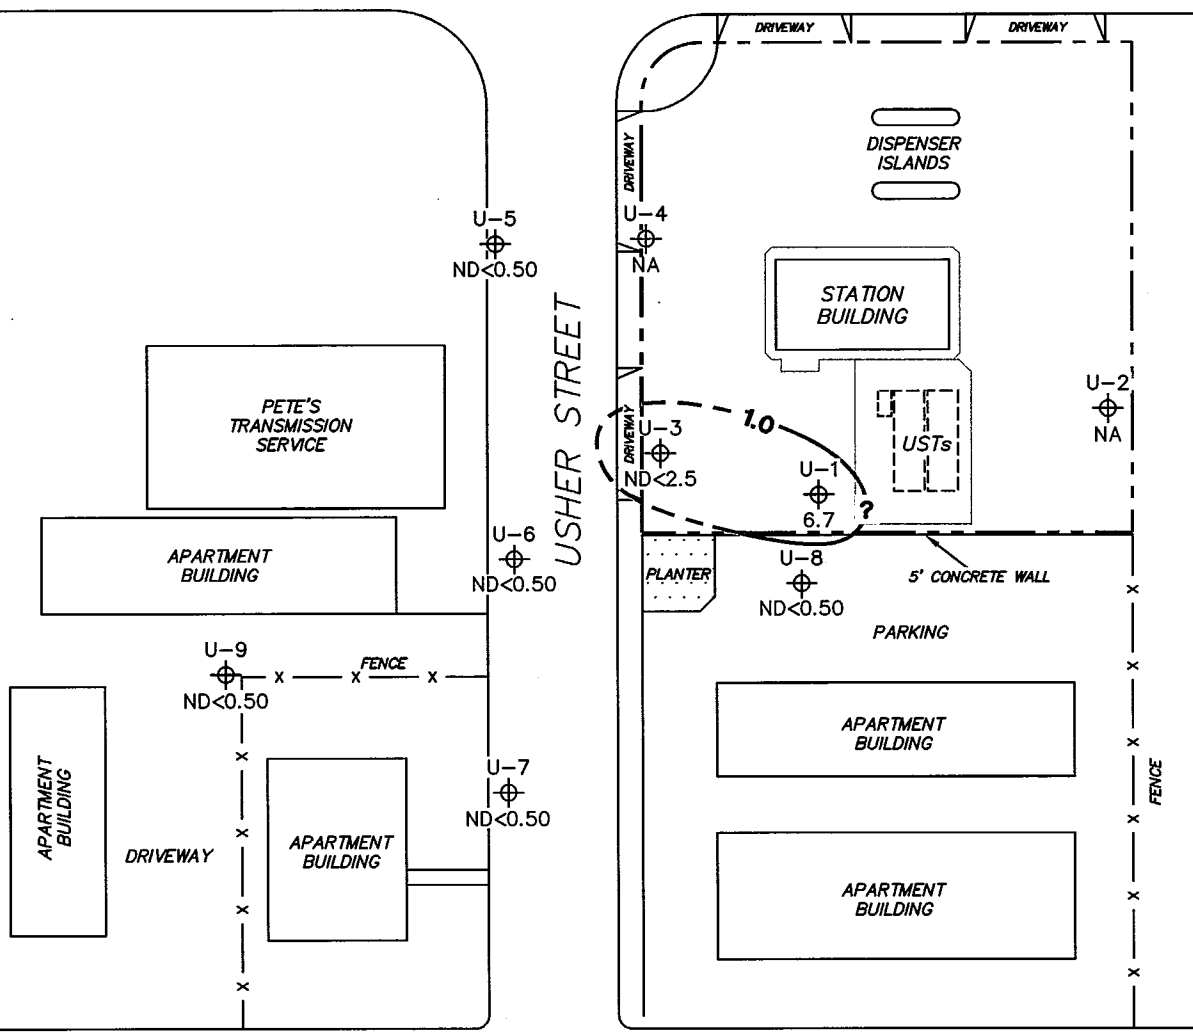 DRIVEWAY
DRIVEWAY
DISPENSER
ISLANDS
DRIVEWAY
U-5
ND<0.50
U-4
NA
STATION
BUILDING
USHER STREET
PETE'S
TRANSMISSION
SERVICE
U-2
NA
1.0
DRIVEWAY
U-3
ND<2.5
USTs
U-1
6.7
?
APARTMENT
BUILDING
U-6
ND<0.50
PLANTER
U-8
ND<0.50
5' CONCRETE WALL
PARKING
X
X
X
X
X
X
U-9
ND<0.50
X
X
FENCE
X
X
X
X
X
APARTMENT
BUILDING
APARTMENT
BUILDING
FENCE
U-7
ND<0.50
APARTMENT
BUILDING
DRIVEWAY
APARTMENT
BUILDING
APARTMENT
BUILDING